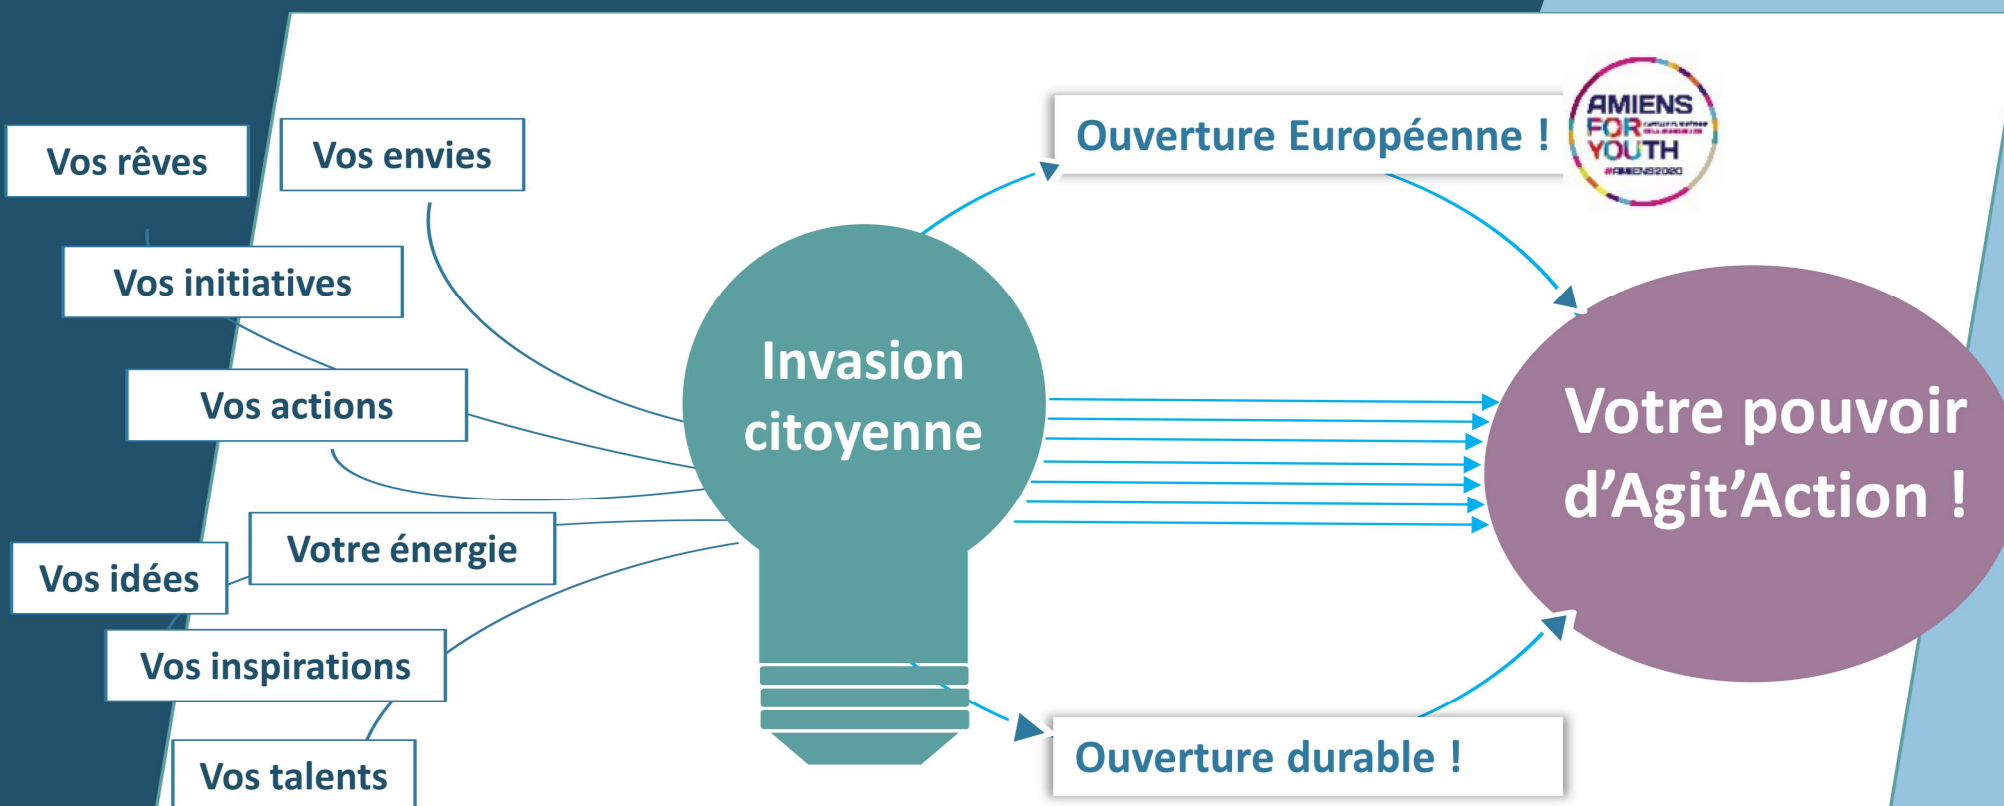 Vos rêves
Vos envies
Vos initiatives
Vos actions
Votre énergie
Vos idées
Vos inspirations
Vos talents
Invasion
citoyenne
Ouverture Européenne !
AMIENS
FOR
YOUTH
#AMIENS2020
Votre pouvoir
d’Agit’Action !
Ouverture durable !